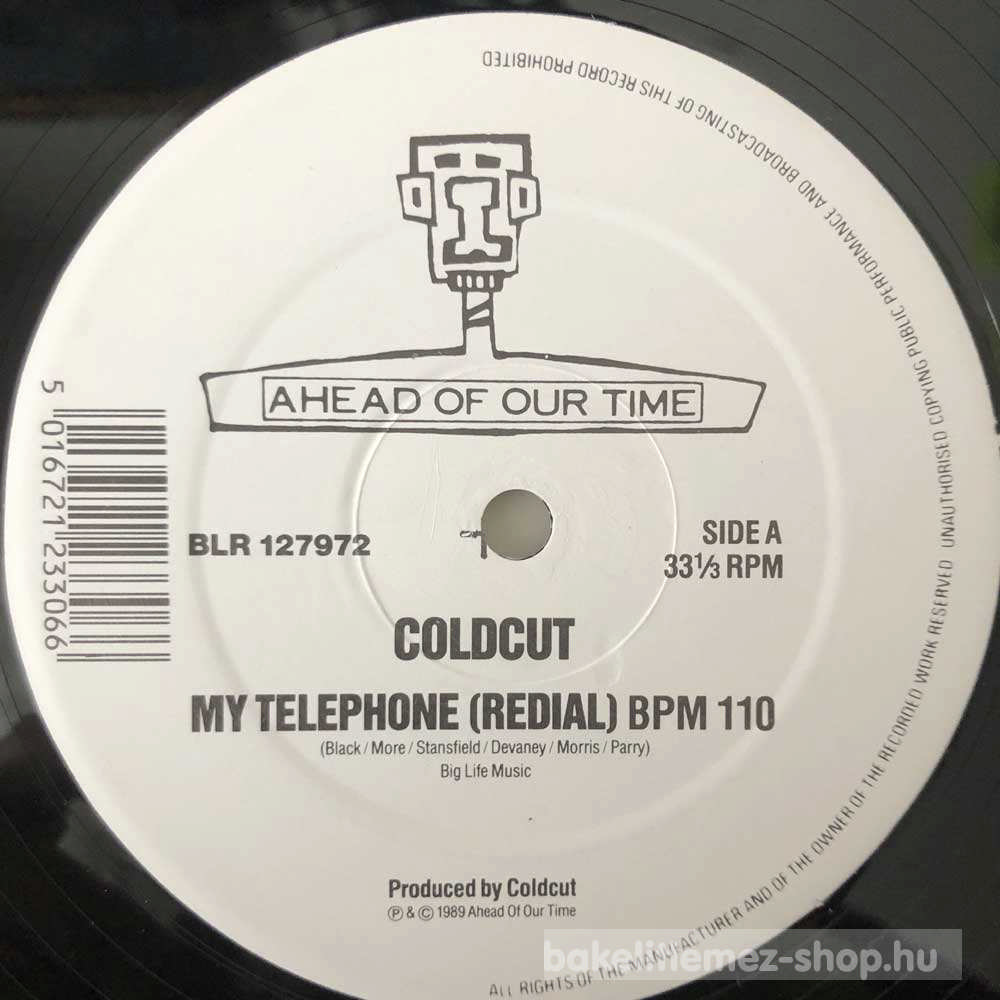 AHEAD OF OUR TIME
5 016721 233066
BLR 127972
SIDE A
33⅓ RPM
COLDCUT
MY TELEPHONE (REDIAL) BPM 110
(Black / More / Stansfield / Devaney / Morris / Parry)
Big Life Music
Produced by Coldcut
Ⓟ & © 1989 Ahead Of Our Time
ALL RIGHTS OF THE MANUFACTURER AND OF THE OWNER OF THE RECORDED WORK RESERVED UNAUTHORISED COPYING PUBLIC PERFORMANCE AND BROADCASTING OF THIS RECORD PROHIBITED
bakelitlemez-shop.hu